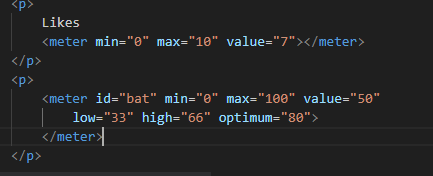 <p>
Likes
<meter min="0" max="10" value="7"></meter>
</p>
<p>
<meter id="bat" min="0" max="100" value="50"
low="33" high="66" optimum="80">
</meter>
</p>